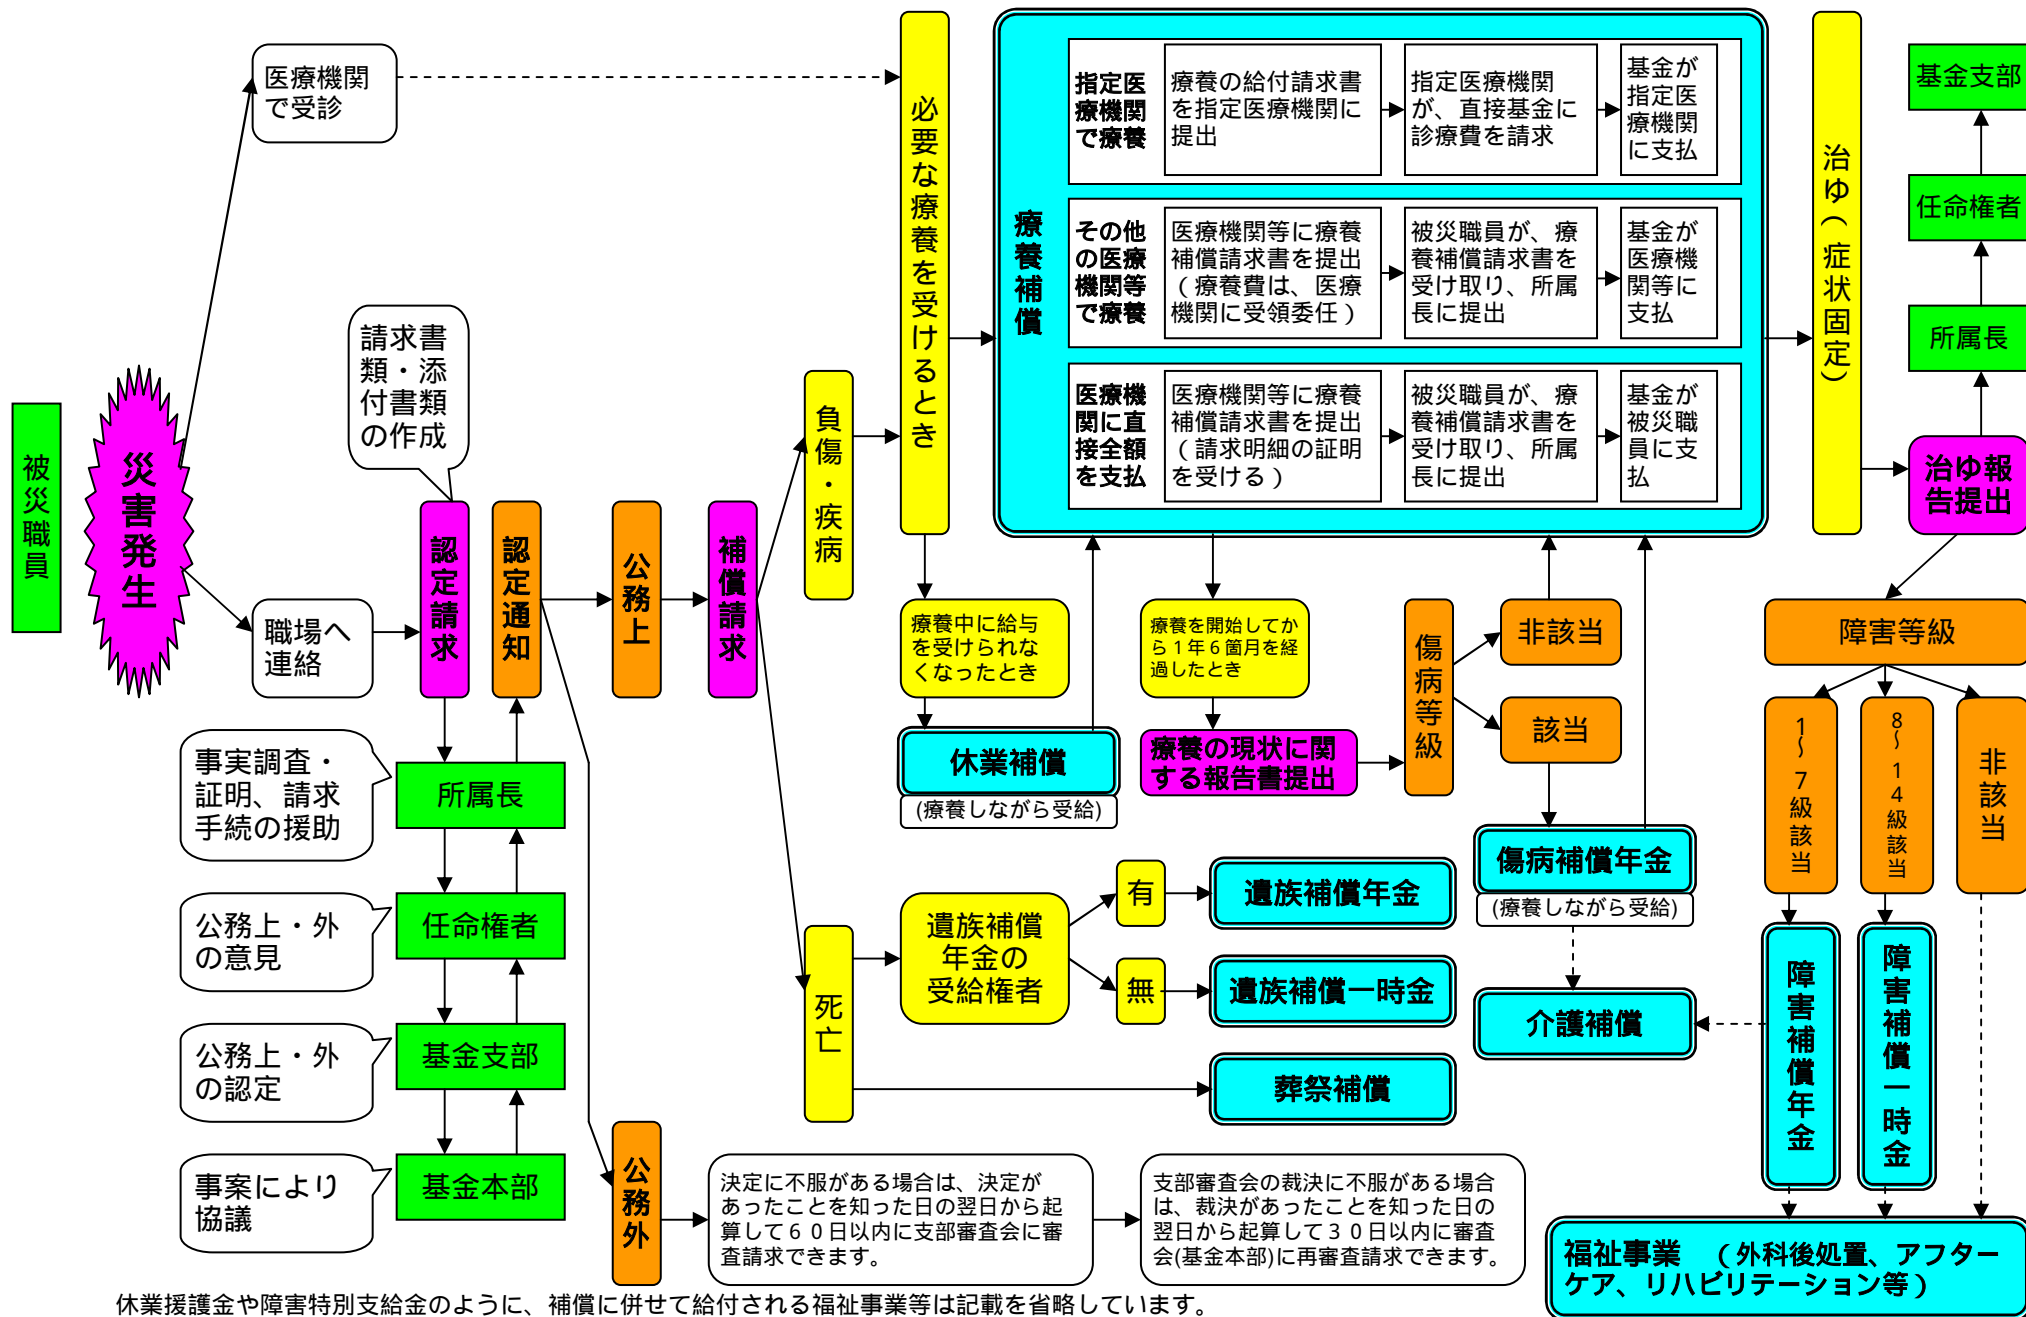 被災職員
災害発生
医療機関
で受診
職場へ
連絡
請求書
類・添
付書類
の作成
認定請求
認定通知
事実調査・
証明、請求
手続の援助
所属長
公務上・外
の意見
任命権者
公務上・外
の認定
基金支部
事案により
協議
基金本部
公務上
公務外
補償請求
負傷・疾病
死亡
必要な療養を受けるとき
療養補償
指定医
療機関
で療養
療養の給付請求書
を指定医療機関に
提出
指定医療機関
が、直接基金に
診療費を請求
基金が
指定医
療機関
に支払
その他
の医療
機関等
で療養
医療機関等に療養
補償請求書を提出
(療養費は、医療
機関に受領委任)
被災職員が、療
養補償請求書を
受け取り、所属
長に提出
基金が
医療機
関等に
支払
医療機
関に直
接全額
を支払
医療機関等に療養
補償請求書を提出
(請求明細の証明
を受ける)
被災職員が、療
養補償請求書を
受け取り、所属
長に提出
基金が
被災職
員に支
払
治ゆ(症状固定)
基金支部
任命権者
所属長
治ゆ報
告提出
療養中に給与
を受けられな
くなったとき
休業補償
(療養しながら受給)
療養を開始してか
ら1年6箇月を経
過したとき
療養の現状に関
する報告書提出
傷病等級
非該当
該当
傷病補償年金
(療養しながら受給)
介護補償
障害等級
1~7級該当
8~14級該当
非該当
障害補償年金
障害補償一時金
遺族補償
年金の
受給権者
有
無
遺族補償年金
遺族補償一時金
葬祭補償
決定に不服がある場合は、決定が
あったことを知った日の翌日から起
算して60日以内に支部審査会に審
査請求できます。
支部審査会の裁決に不服がある場合
は、裁決があったことを知った日の
翌日から起算して30日以内に審査
会(基金本部)に再審査請求できます。
福祉事業 (外科後処置、アフター
ケア、リハビリテーション等)
休業援護金や障害特別支給金のように、補償に併せて給付される福祉事業等は記載を省略しています。